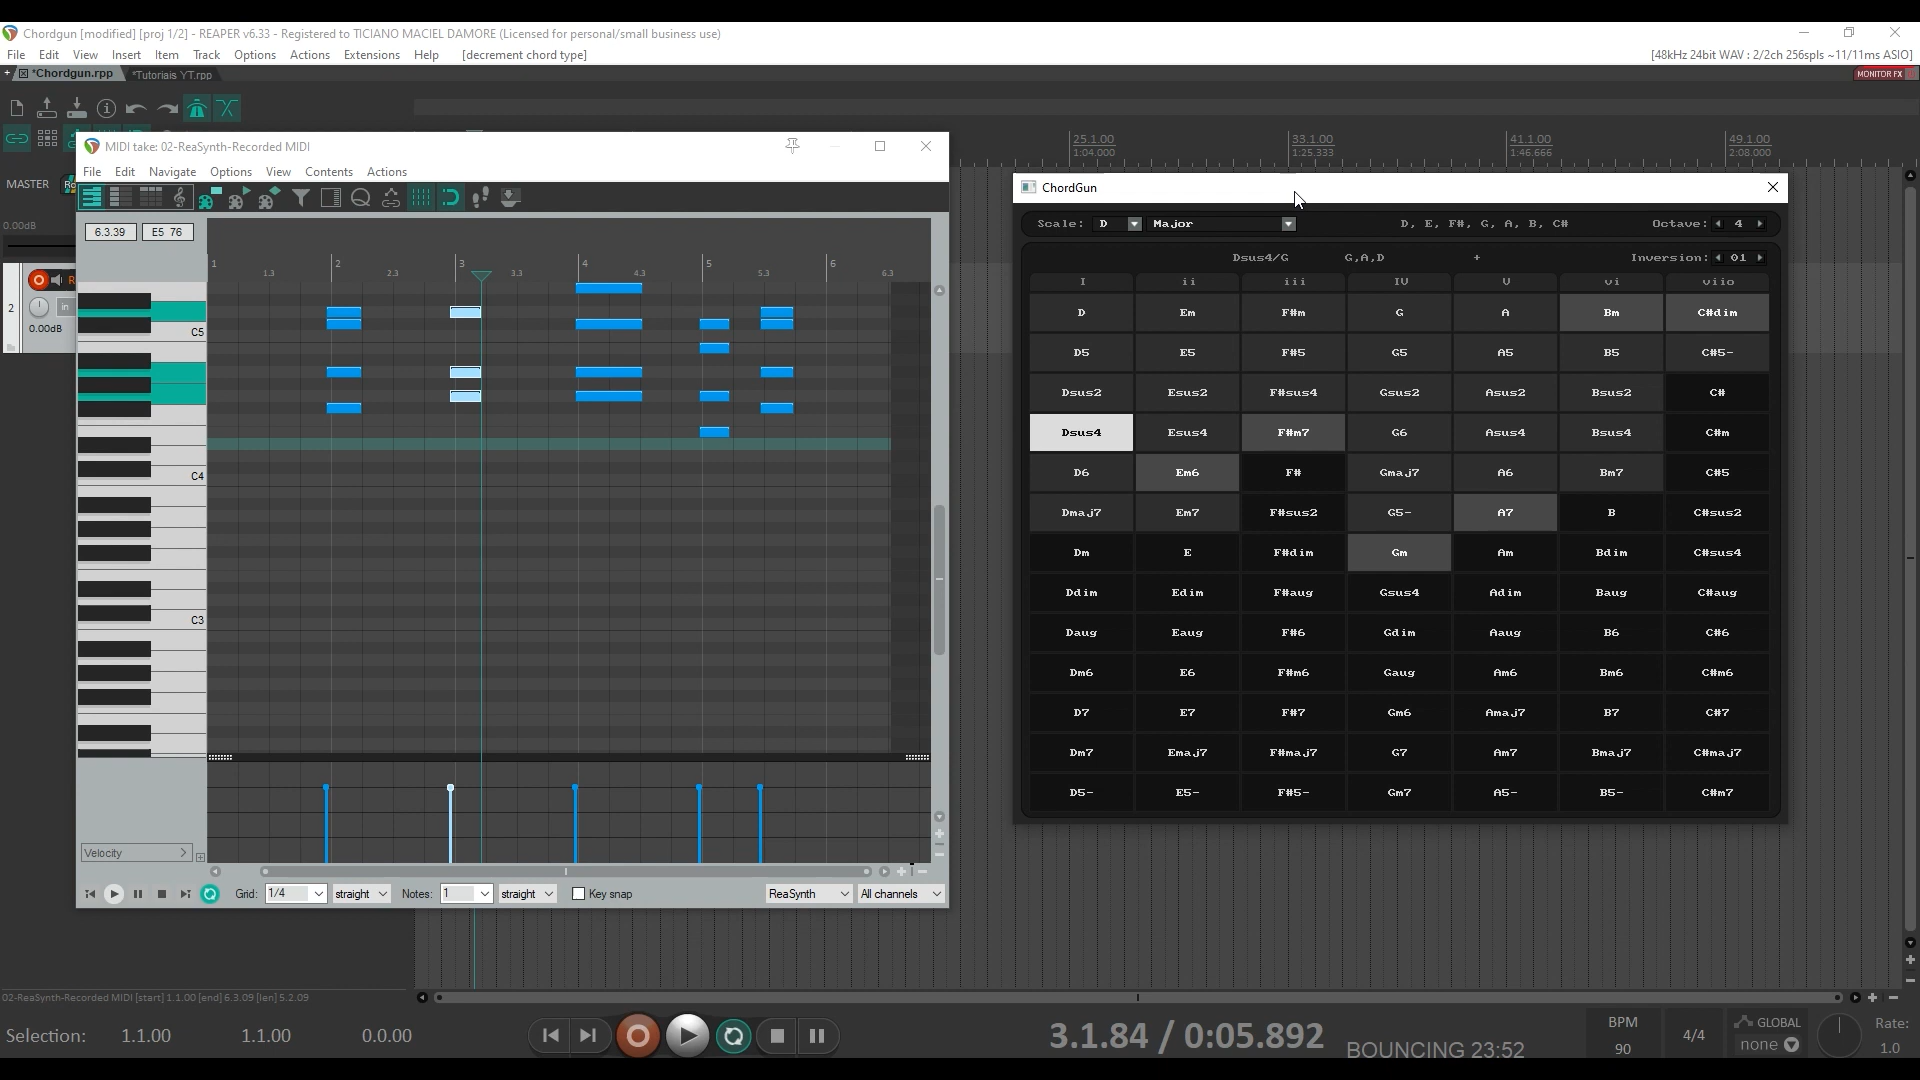 Chordgun [modified] [proj 1/2] - REAPER v6.33 - Registered to TICIANO MACIEL DAMORE (Licensed for personal/small business use)
File Edit View Insert Item Track Options Actions Extensions Help [decrement chord type]
[48kHz 24bit WAV : 2/2ch 256spls ~11/11ms ASIO]
*Chordgun.rpp *Tutoriais YT.rpp
MONITOR FX
25.1.00 33.1.00 41.1.00 49.1.00
1:04.000 1:25.333 1:46.666 2:08.000
MASTER
0.00dB
2
in
0.00dB
MIDI take: 02-ReaSynth-Recorded MIDI
File Edit Navigate Options View Contents Actions
6.3.39 E5 76
1 2 3 4 5 6
1.3 2.3 3.3 4.3 5.3 6.3
C5
C4
C3
Velocity
Grid: 1/4 straight Notes: 1 straight Key snap ReaSynth All channels
ChordGun
Scale: D Major D, E, F#, G, A, B, C# Octave: 4
Dsus4/G G,A,D + Inversion: 01
I ii iii IV V vi viio
D Em F#m G A Bm C#dim
D5 E5 F#5 G5 A5 B5 C#5-
Dsus2 Esus2 F#sus4 Gsus2 Asus2 Bsus2 C#
Dsus4 Esus4 F#m7 G6 Asus4 Bsus4 C#m
D6 Em6 F# Gmaj7 A6 Bm7 C#5
Dmaj7 Em7 F#sus2 G5- A7 B C#sus2
Dm E F#dim Gm Am Bdim C#sus4
Ddim Edim F#aug Gsus4 Adim Baug C#aug
Daug Eaug F#6 Gdim Aaug B6 C#6
Dm6 E6 F#m6 Gaug Am6 Bm6 C#m6
D7 E7 F#7 Gm6 Amaj7 B7 C#7
Dm7 Emaj7 F#maj7 G7 Am7 Bmaj7 C#maj7
D5- E5- F#5- Gm7 A5- B5- C#m7
02-ReaSynth-Recorded MIDI [start] 1.1.00 [end] 6.3.09 [len] 5.2.09
Selection: 1.1.00 1.1.00 0.0.00
3.1.84 / 0:05.892
BOUNCING 23:52
BPM
90
4/4
GLOBAL
none
Rate:
1.0